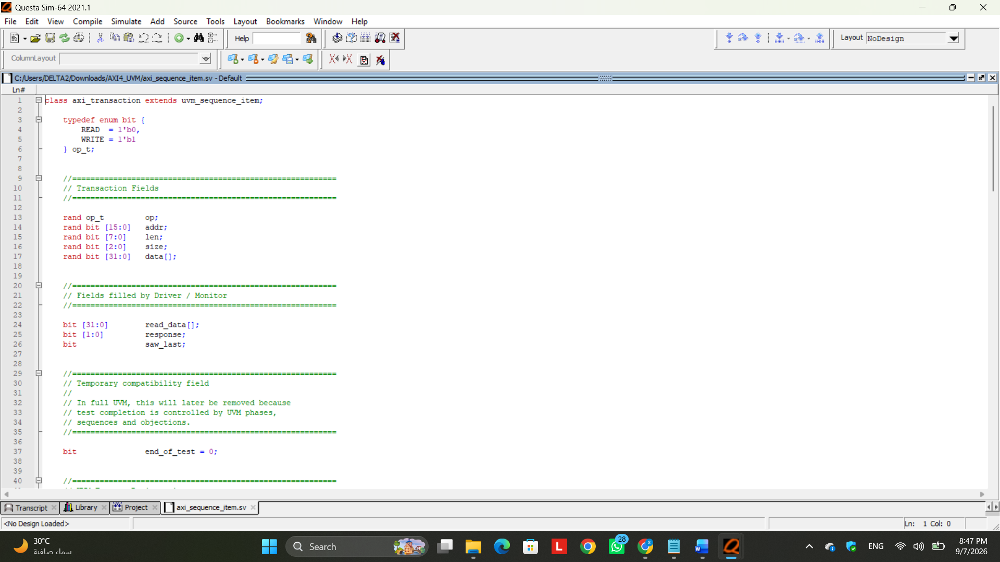 Questa Sim-64 2021.1
File Edit View Compile Simulate Add Source Tools Layout Bookmarks Window Help
Help
Layout NoDesign
ColumnLayout
C:/Users/DELTA2/Downloads/AXI4_UVM/axi_sequence_item.sv - Default
Ln#
1 class axi_transaction extends uvm_sequence_item;
2
3 typedef enum bit {
4 READ = 1'b0,
5 WRITE = 1'b1
6 } op_t;
7
8
9 //==========================================================
10 // Transaction Fields
11 //==========================================================
12
13 rand op_t op;
14 rand bit [15:0] addr;
15 rand bit [7:0] len;
16 rand bit [2:0] size;
17 rand bit [31:0] data[];
18
19
20 //==========================================================
21 // Fields filled by Driver / Monitor
22 //==========================================================
23
24 bit [31:0] read_data[];
25 bit [1:0] response;
26 bit saw_last;
27
28
29 //==========================================================
30 // Temporary compatibility field
31 //
32 // In full UVM, this will later be removed because
33 // test completion is controlled by UVM phases,
34 // sequences and objections.
35 //==========================================================
36
37 bit end_of_test = 0;
38
39
40 //==========================================================
Transcript Library Project axi_sequence_item.sv
<No Design Loaded>
Ln: 1 Col: 0
30°C
سماء صافية
Search
L
28
S
W
ENG
8:47 PM
9/7/2026